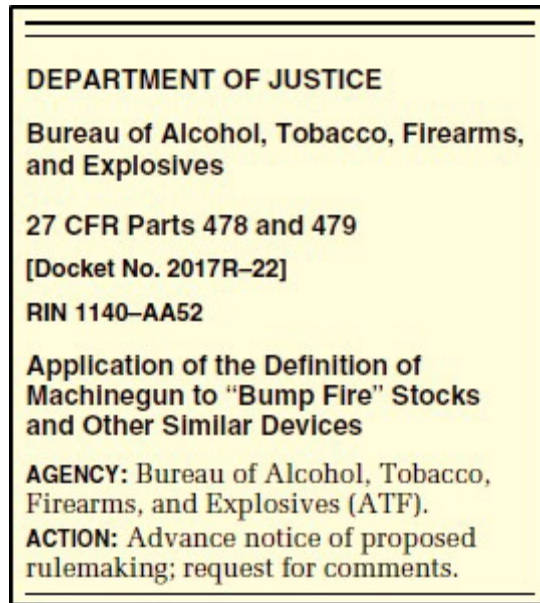 DEPARTMENT OF JUSTICE
Bureau of Alcohol, Tobacco, Firearms,
and Explosives
27 CFR Parts 478 and 479
[Docket No. 2017R–22]
RIN 1140–AA52
Application of the Definition of
Machinegun to “Bump Fire” Stocks
and Other Similar Devices
AGENCY: Bureau of Alcohol, Tobacco,
Firearms, and Explosives (ATF).
ACTION: Advance notice of proposed
rulemaking; request for comments.